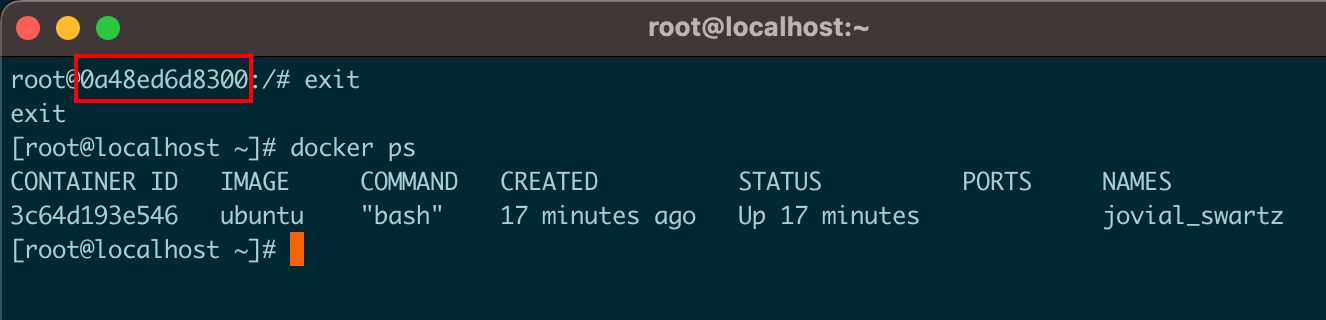 root@localhost:~
root@0a48ed6d8300:/# exit
exit
[root@localhost ~]# docker ps
CONTAINER ID   IMAGE     COMMAND   CREATED          STATUS          PORTS     NAMES
3c64d193e546   ubuntu    "bash"    17 minutes ago   Up 17 minutes             jovial_swartz
[root@localhost ~]#